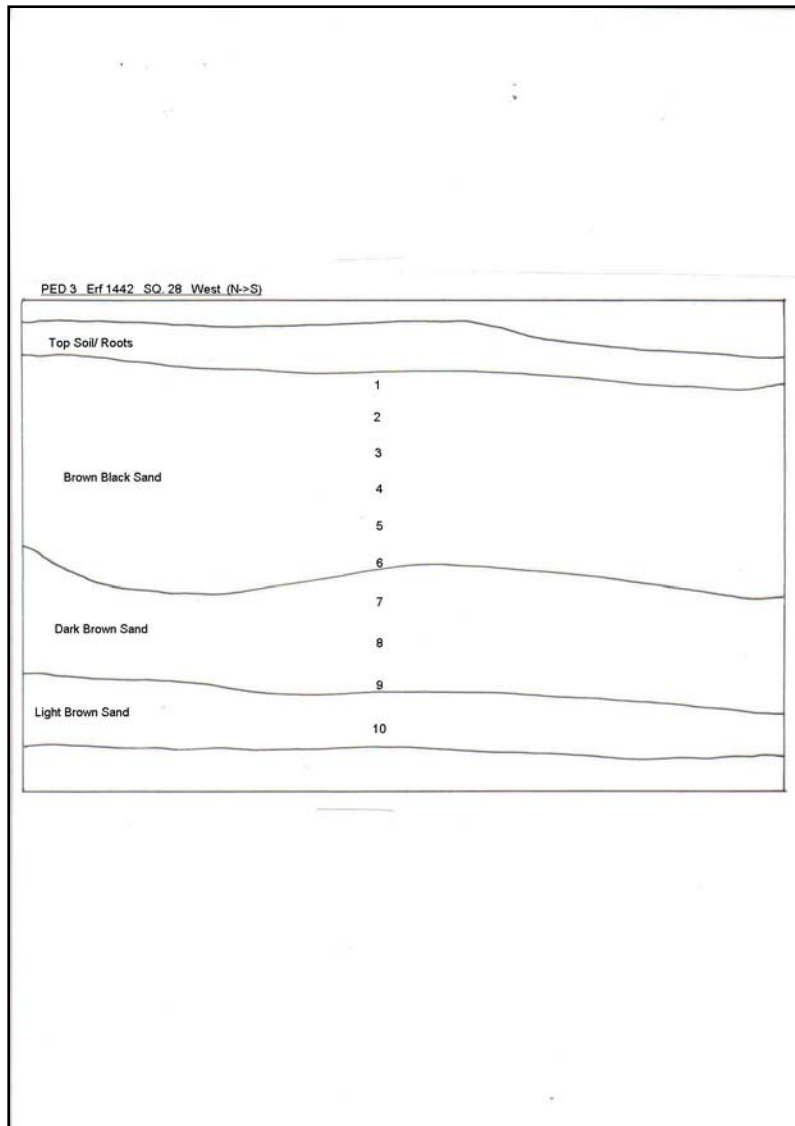 PED 3 Erf 1442 SQ. 28 West (N->S)
Top Soil/ Roots
1
2
3
Brown Black Sand
4
5
6
7
Dark Brown Sand
8
9
Light Brown Sand
10